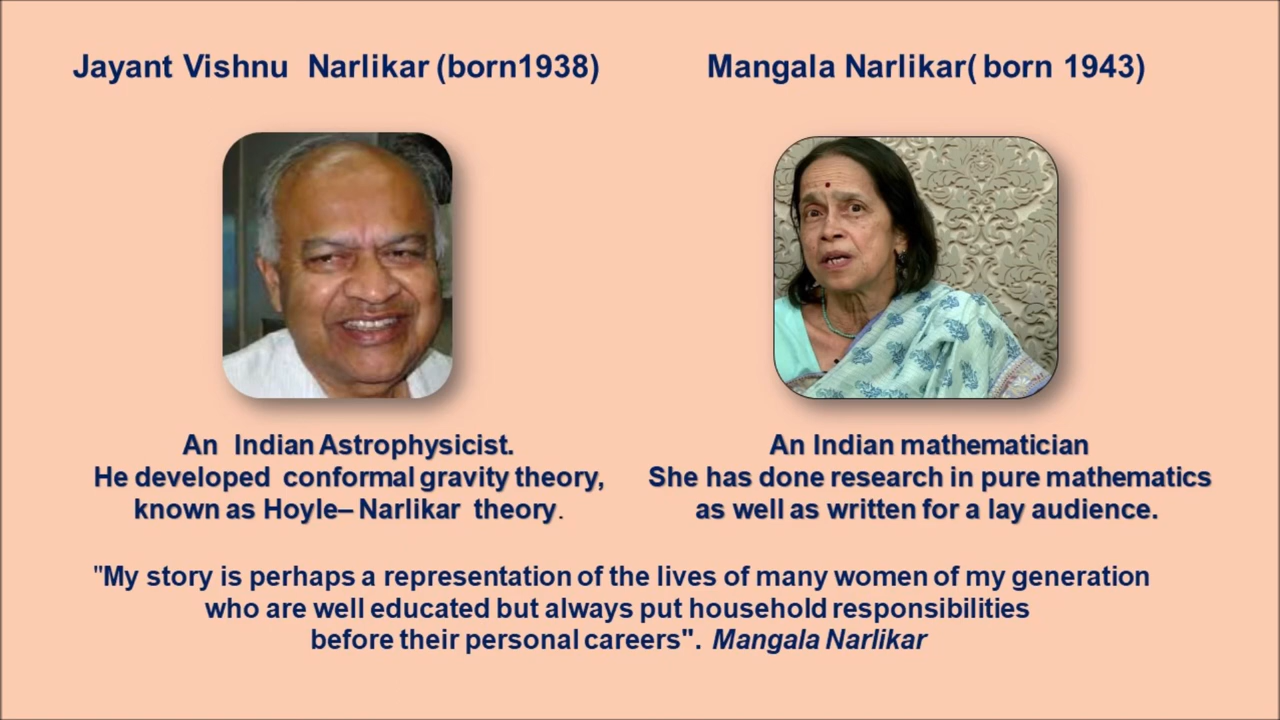 Jayant Vishnu Narlikar (born1938)
Mangala Narlikar( born 1943)
An Indian Astrophysicist.
He developed conformal gravity theory,
known as Hoyle– Narlikar theory.
An Indian mathematician
She has done research in pure mathematics
as well as written for a lay audience.
"My story is perhaps a representation of the lives of many women of my generation
who are well educated but always put household responsibilities
before their personal careers". Mangala Narlikar